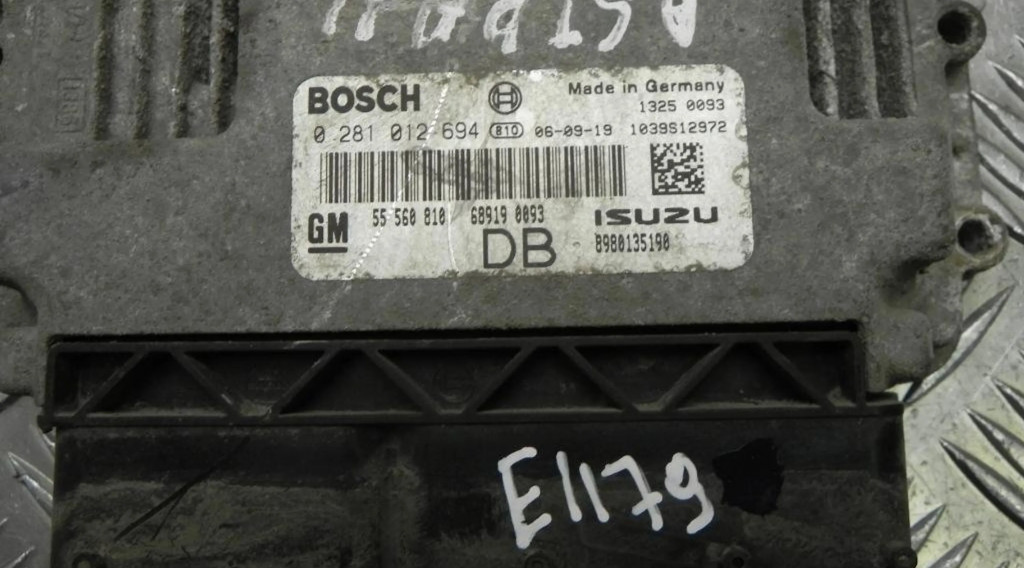 BOSCH
Made in Germany
1325 0093
0 281 012 694 810 06-09-19 1039S12972
GM 55 560 810 68919 0093 ISUZU
DB 8980135190
E1179